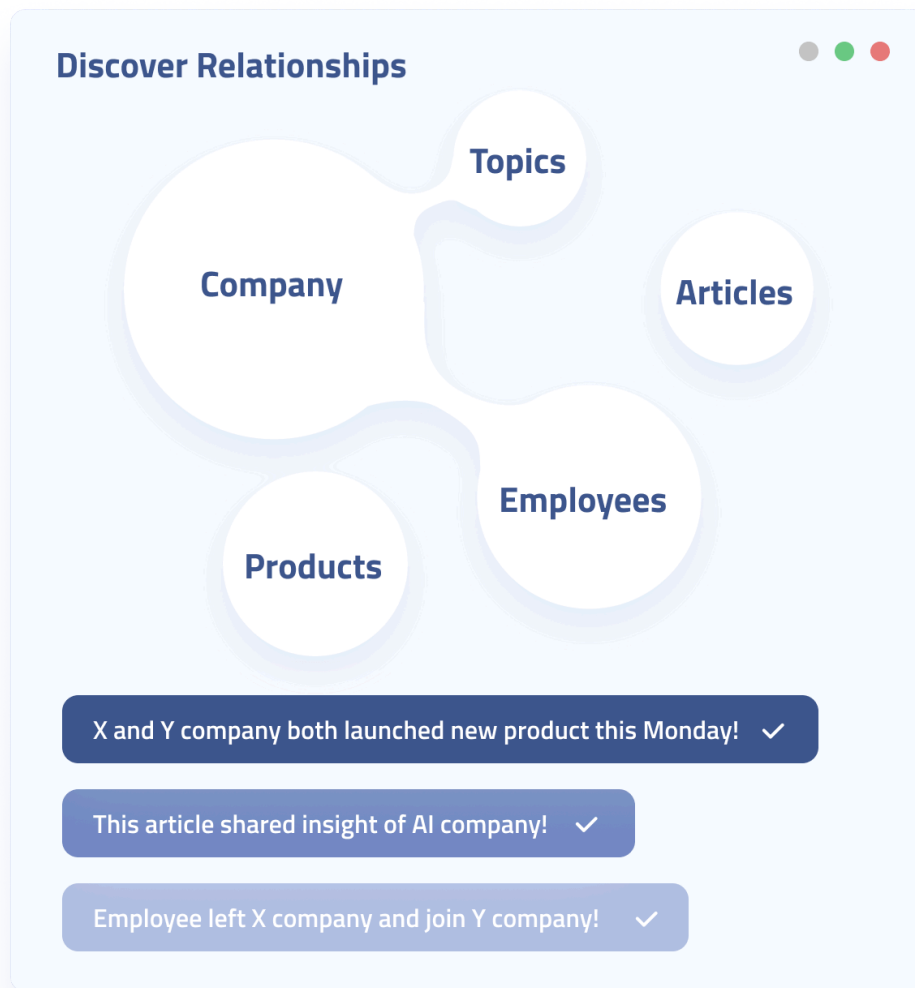 Discover Relationships
Topics
Company
Articles
Employees
Products
X and Y company both launched new product this Monday!
This article shared insight of AI company!
Employee left X company and join Y company!